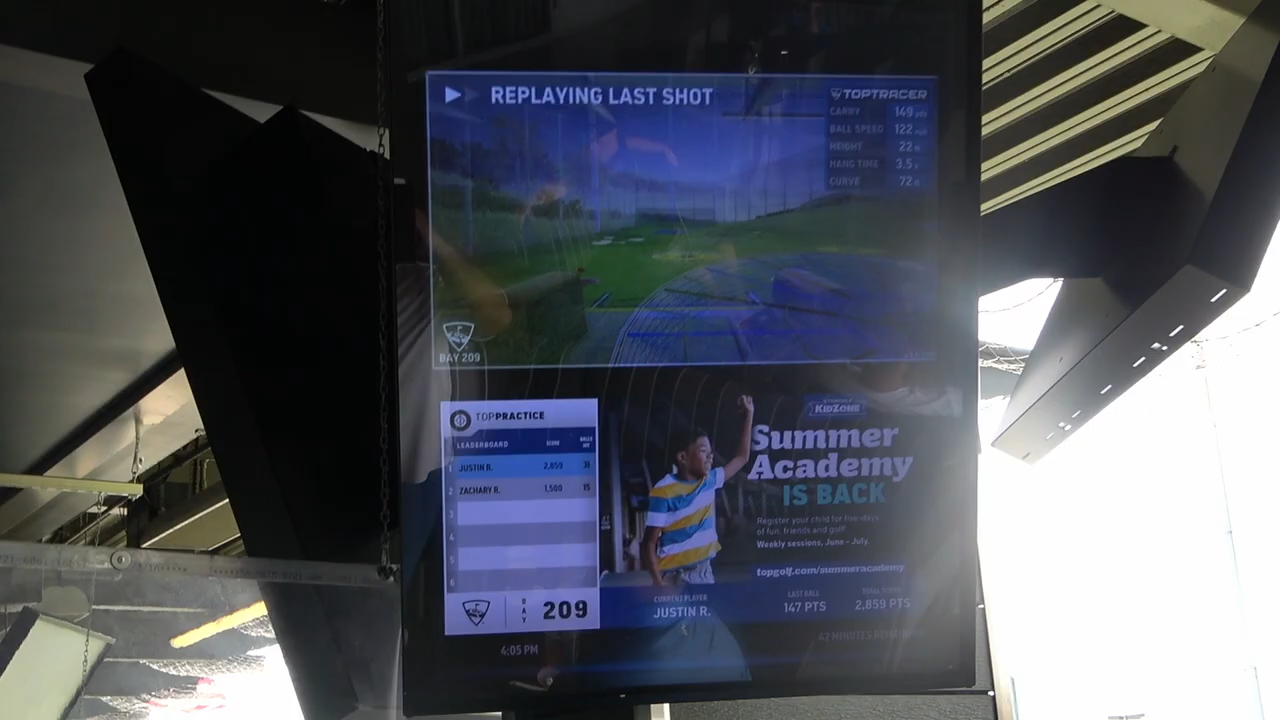 REPLAYING LAST SHOT
TOPTRACER
CARRY 149 yds
BALL SPEED 122 mph
HEIGHT 22 ft
HANG TIME 3.5 s
CURVE 72 ft
BAY 209
TOPPRACTICE
LEADERBOARD SCORE BALLS HIT
1 JUSTIN R. 2,859
2 ZACHARY R. 1,500 15
3
4
5
6
BAY 209
KIDZONE
Summer
Academy
IS BACK
Register your child for five days
of fun, friends and golf.
Weekly sessions, June - July.
topgolf.com/summeracademy
CURRENT PLAYER
JUSTIN R.
LAST BALL
147 PTS
TOTAL SCORE
2,859 PTS
4:05 PM
42 MINUTES REMAINING